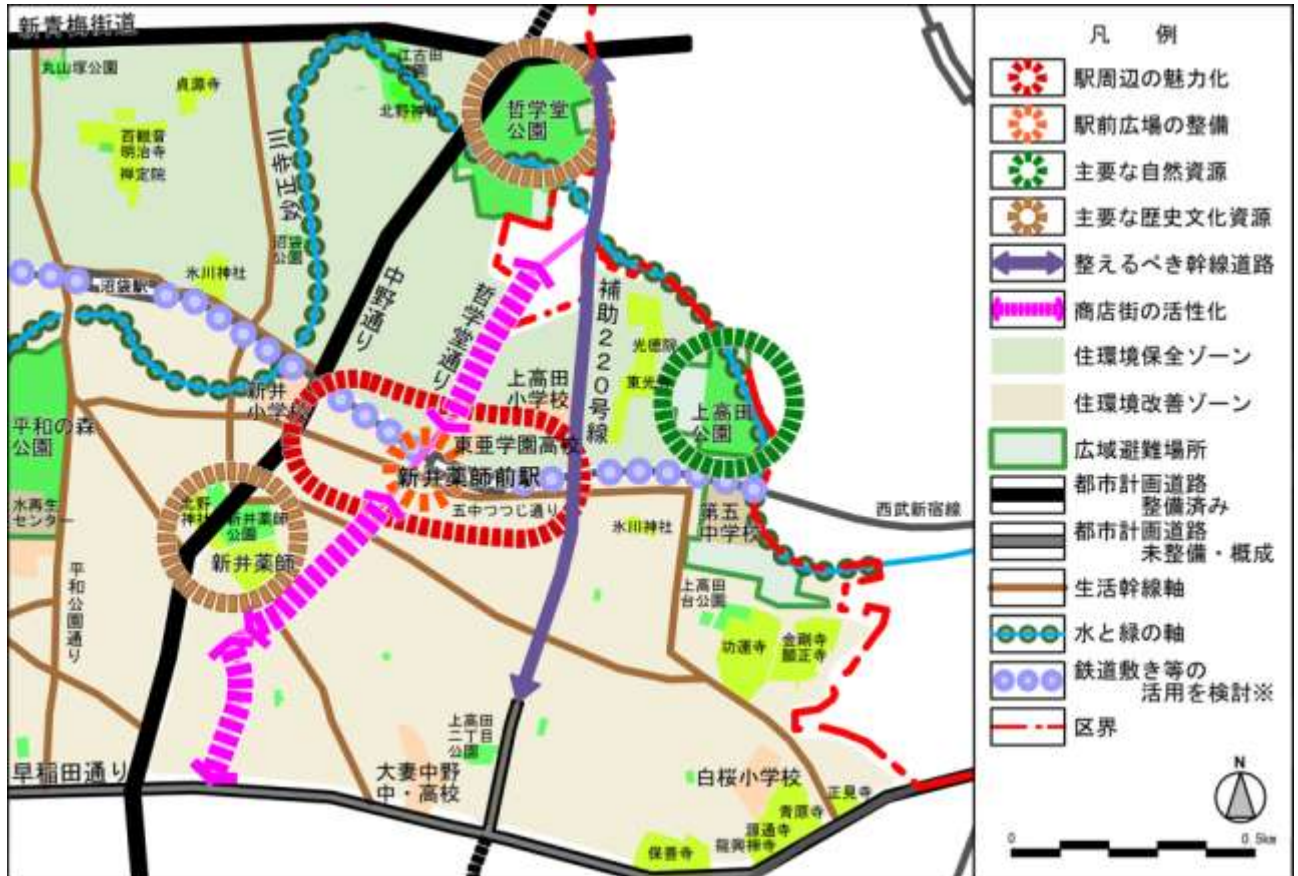 新青梅街道
丸山塚公園
貞源寺
百観音
明治寺
禅定院
妙正寺川
江古田
公園
北野神社
哲学堂
公園
沼袋
公園
氷川神社
沼袋駅
中野通り
哲学堂通り
補助220号線
光徳院
東光寺
上高田
公園
新井
小学校
上高田
小学校
平和の森
公園
東亜学園高校
新井薬師前駅
五中つつじ通り
西武新宿線
水再生
センター
北野
神社
新井薬師
公園
新井薬師
氷川神社
第五
中学校
上高田
台公園
平和公園通り
功運寺
金剛寺
願正寺
上高田
二丁目
公園
早稲田通り
大妻中野
中・高校
白桜小学校
正見寺
青原寺
源通寺
龍興禅寺
保善寺
凡 例
駅周辺の魅力化
駅前広場の整備
主要な自然資源
主要な歴史文化資源
整えるべき幹線道路
商店街の活性化
住環境保全ゾーン
住環境改善ゾーン
広域避難場所
都市計画道路
整備済み
都市計画道路
未整備・概成
生活幹線軸
水と緑の軸
鉄道敷き等の
活用を検討※
区界
N
0 0.5km